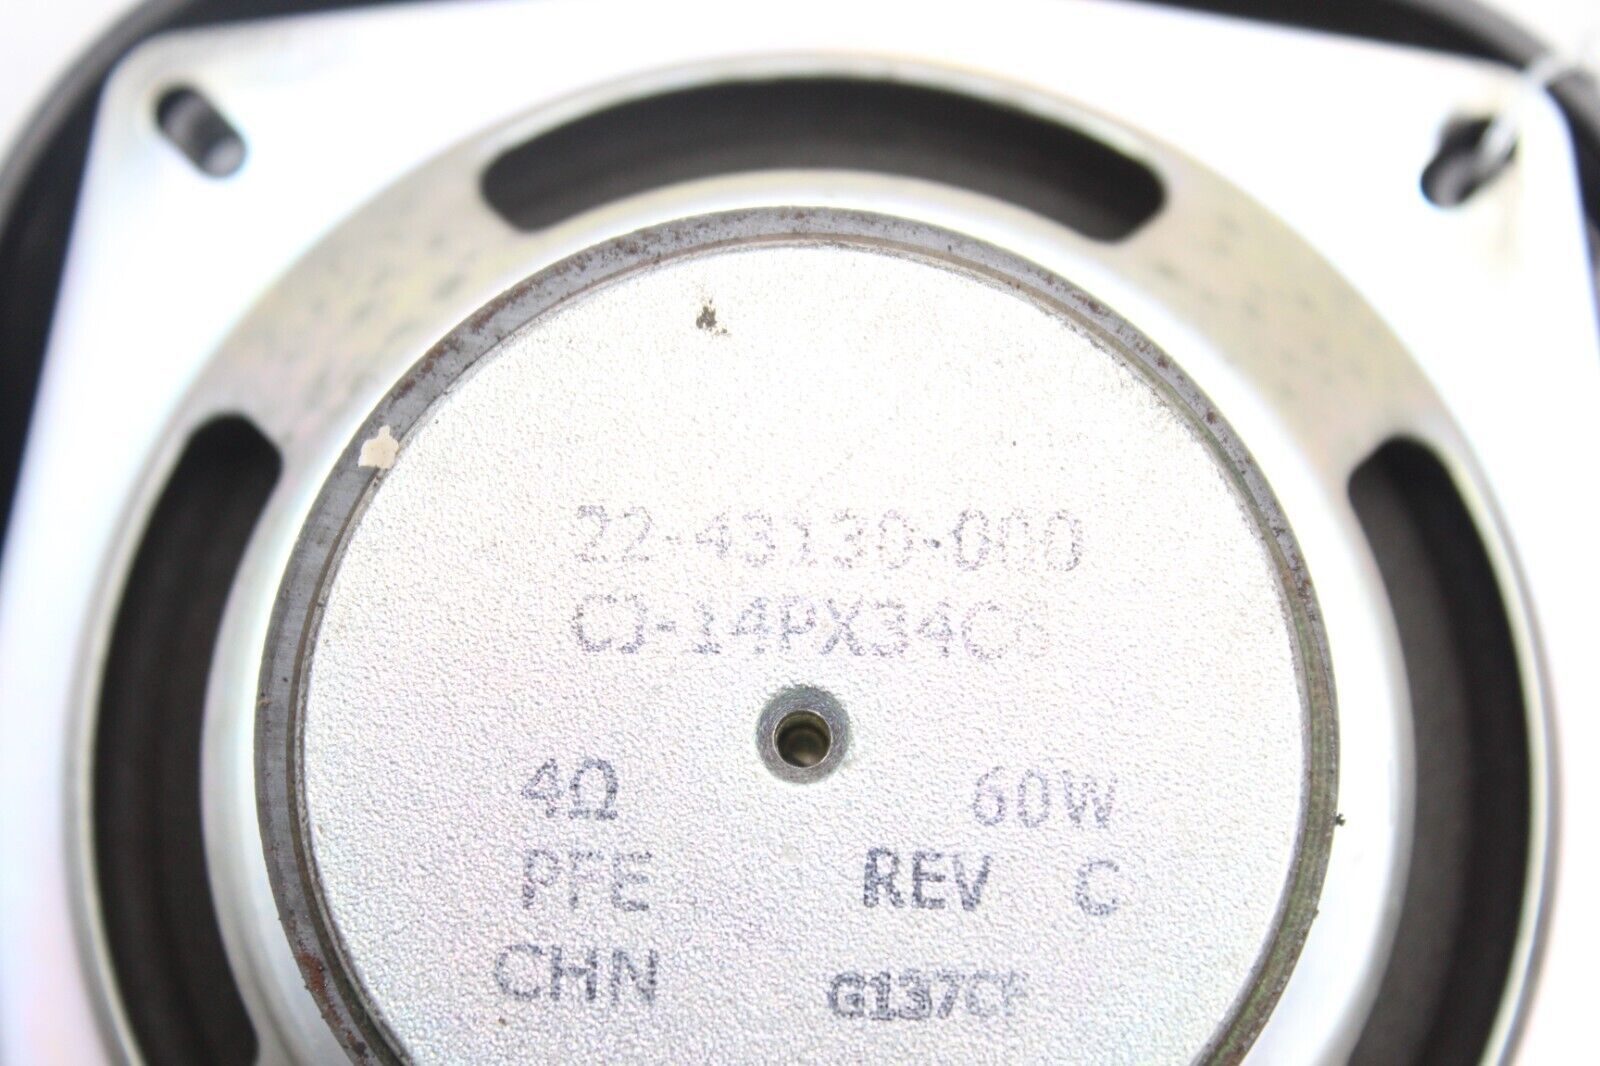 22-43130-000
CJ-14PX34C
4Ω 60W
PFE REV C
CHN G137CF